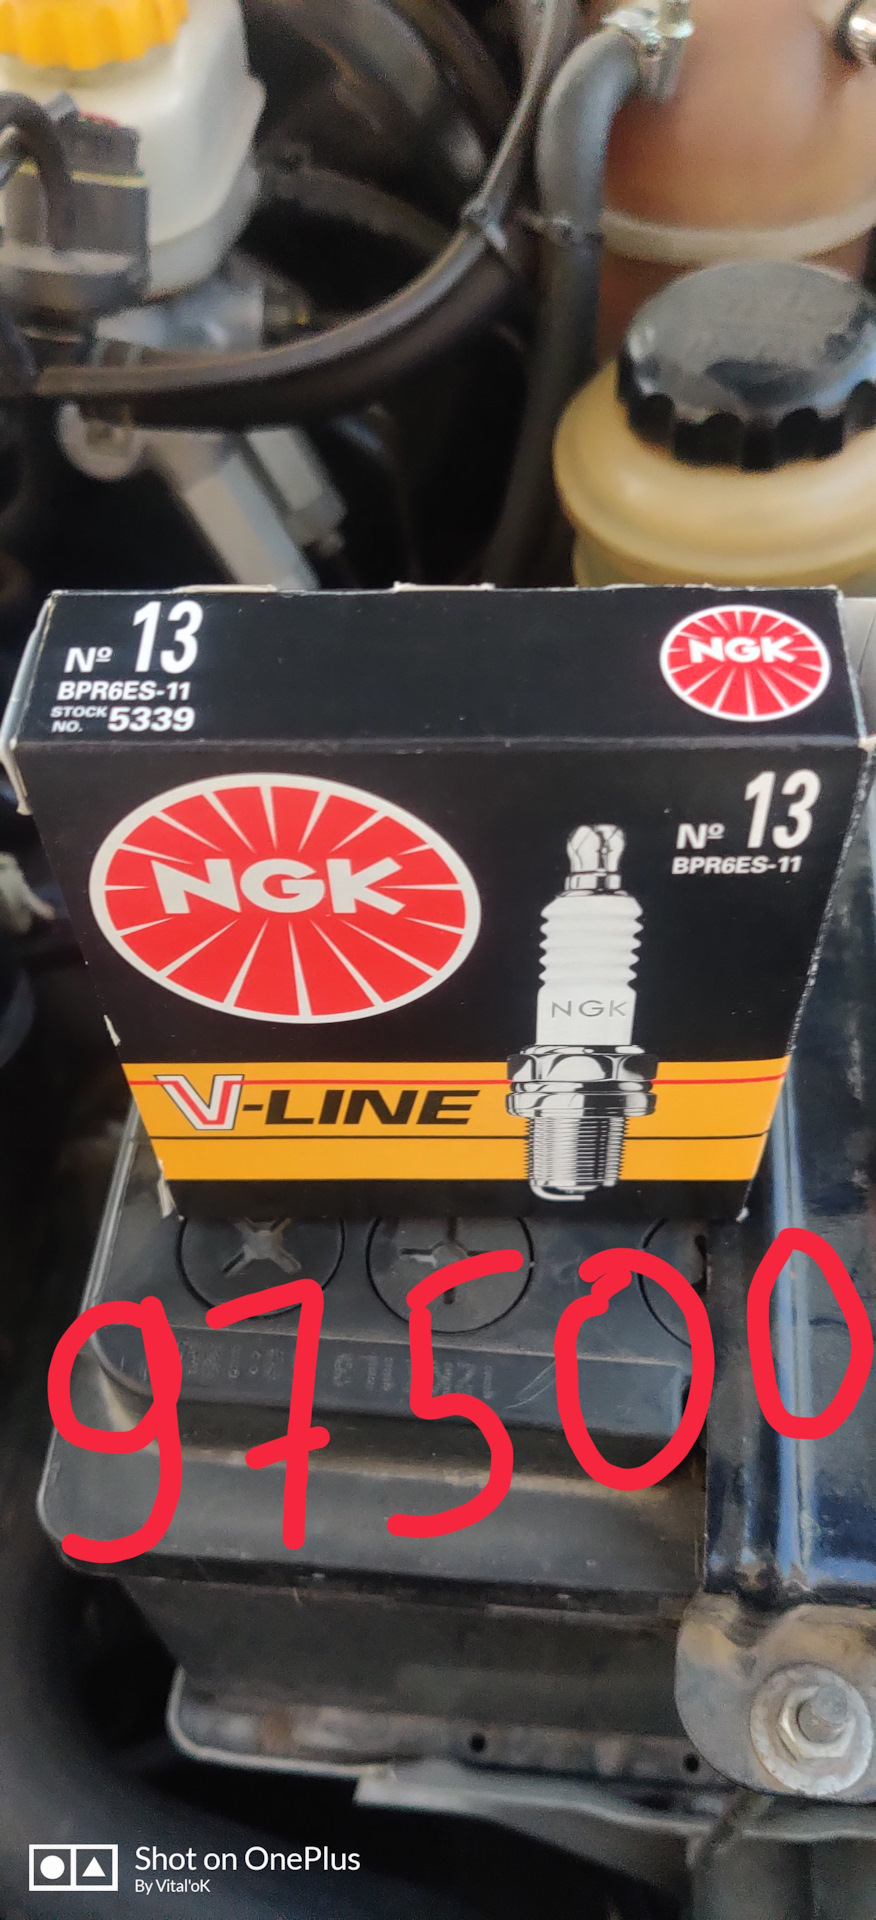 Nº 13
BPR6ES-11
STOCK NO. 5339
NGK
NGK
Nº 13
BPR6ES-11
NGK
V-LINE
97500
Shot on OnePlus
By Vital'oK